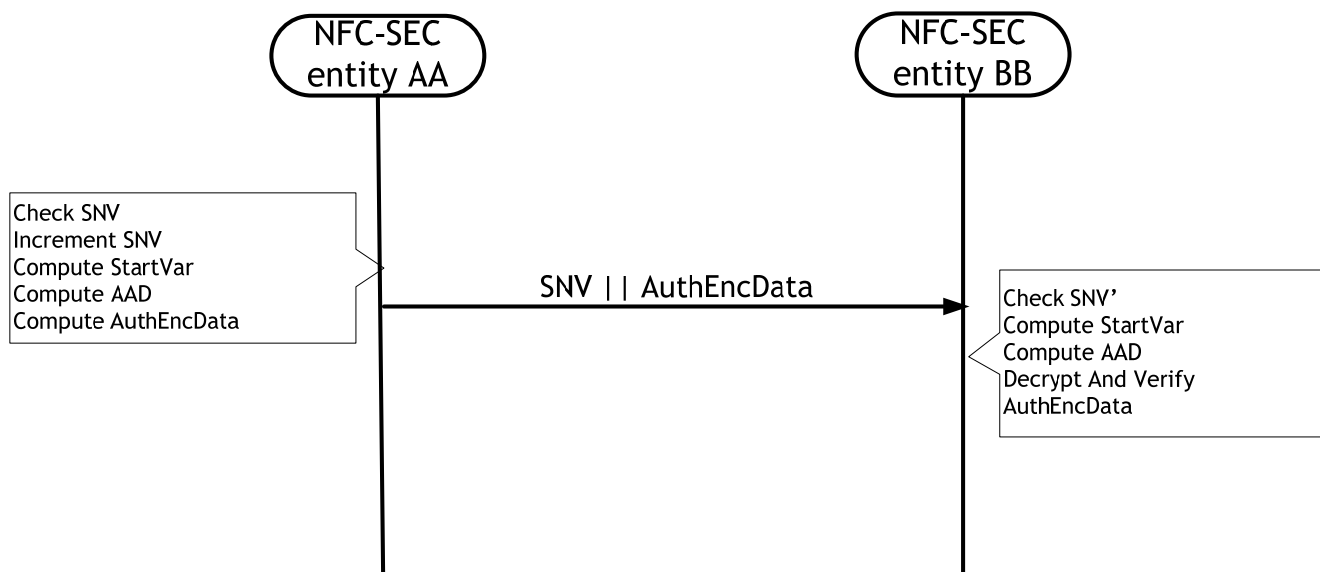 NFC-SEC
entity AA
NFC-SEC
entity BB
Check SNV
Increment SNV
Compute StartVar
Compute AAD
Compute AuthEncData
SNV || AuthEncData
Check SNV’
Compute StartVar
Compute AAD
Decrypt And Verify
AuthEncData